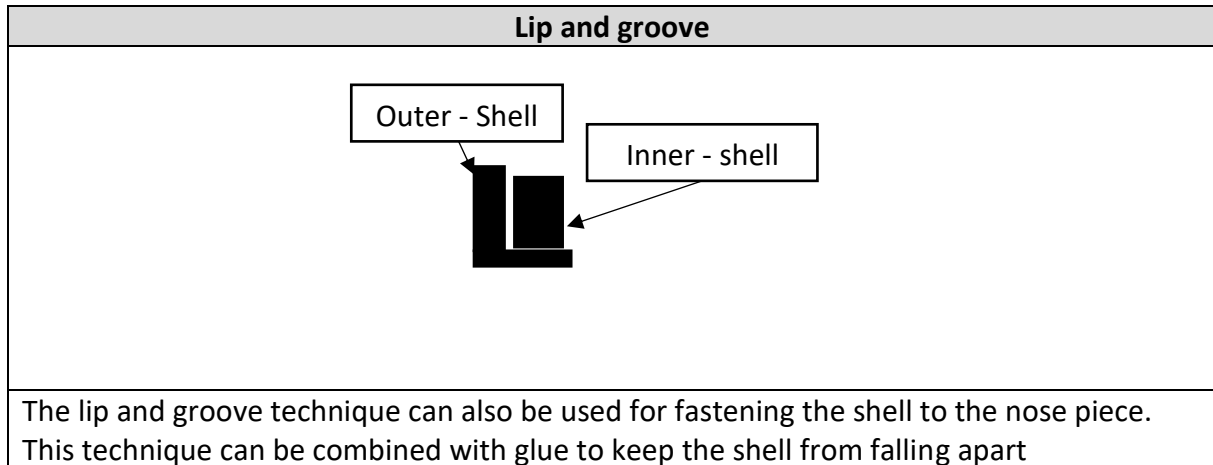 Lip and groove
Outer - Shell
Inner - shell
The lip and groove technique can also be used for fastening the shell to the nose piece.
This technique can be combined with glue to keep the shell from falling apart